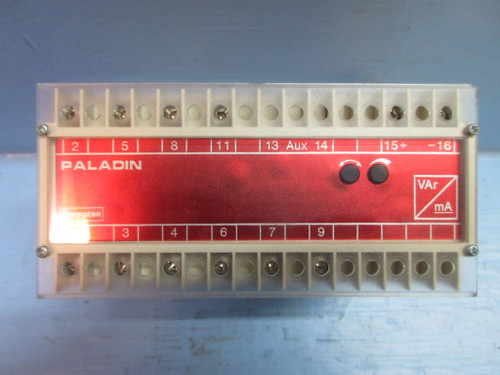 2 5 8 11 13 Aux 14 15+ -16
PALADIN
VAr
mA
3 4 6 7 9